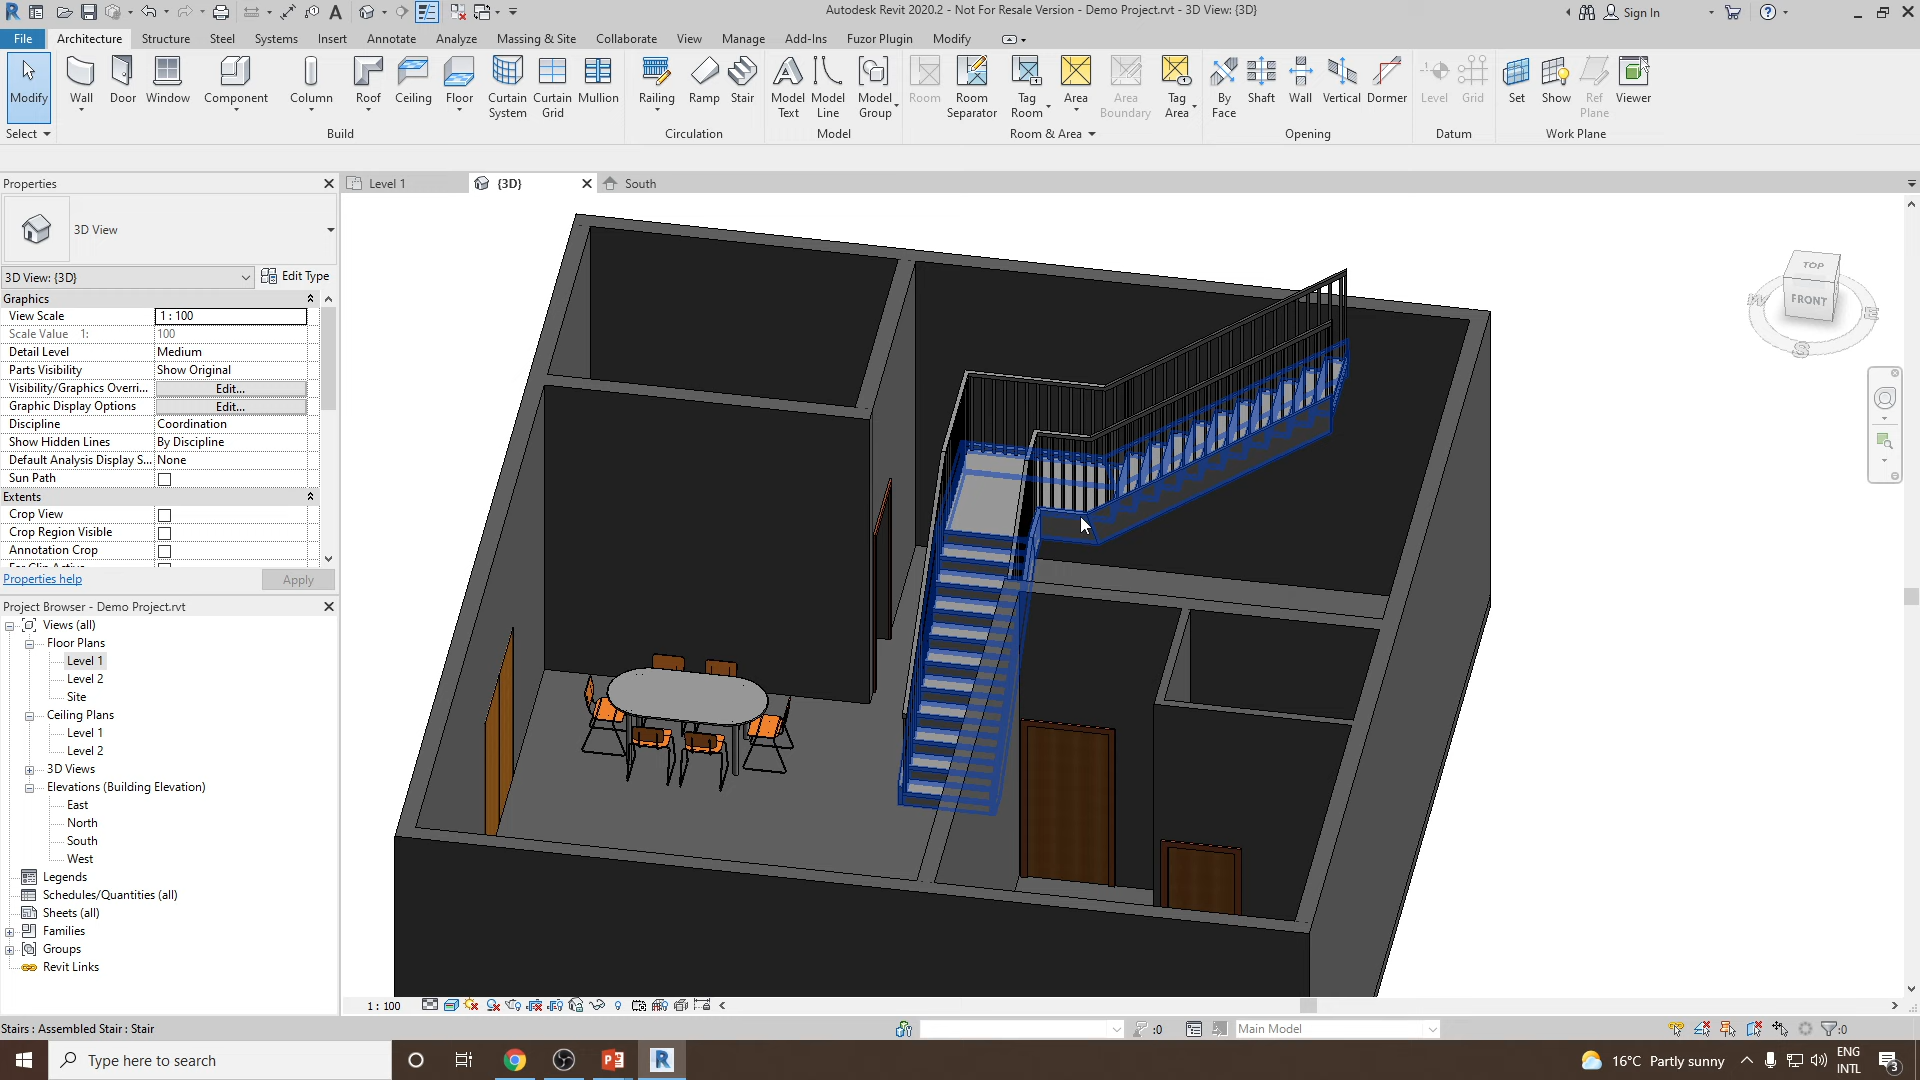 Autodesk Revit 2020.2 - Not For Resale Version - Demo Project.rvt - 3D View: {3D}
Sign In
File Architecture Structure Steel Systems Insert Annotate Analyze Massing & Site Collaborate View Manage Add-Ins Fuzor Plugin Modify
Modify Wall Door Window Component Column Roof Ceiling Floor Curtain System Curtain Grid Mullion Railing Ramp Stair Model Text Model Line Model Group Room Room Separator Tag Room Area Area Boundary Tag Area By Face Shaft Wall Vertical Dormer Level Grid Set Show Ref Plane Viewer
Select Build Circulation Model Room & Area Opening Datum Work Plane
Properties
Level 1 {3D} South
3D View
3D View: {3D} Edit Type
Graphics
View Scale 1 : 100
Scale Value 1: 100
Detail Level Medium
Parts Visibility Show Original
Visibility/Graphics Overri... Edit...
Graphic Display Options Edit...
Discipline Coordination
Show Hidden Lines By Discipline
Default Analysis Display S... None
Sun Path
Extents
Crop View
Crop Region Visible
Annotation Crop
Properties help Apply
Project Browser - Demo Project.rvt
Views (all)
Floor Plans
Level 1
Level 2
Site
Ceiling Plans
Level 1
Level 2
3D Views
Elevations (Building Elevation)
East
North
South
West
Legends
Schedules/Quantities (all)
Sheets (all)
Families
Groups
Revit Links
TOP
FRONT
W
E
S
1 : 100
Stairs : Assembled Stair : Stair :0 Main Model :0
Type here to search 16°C Partly sunny ENG INTL 3